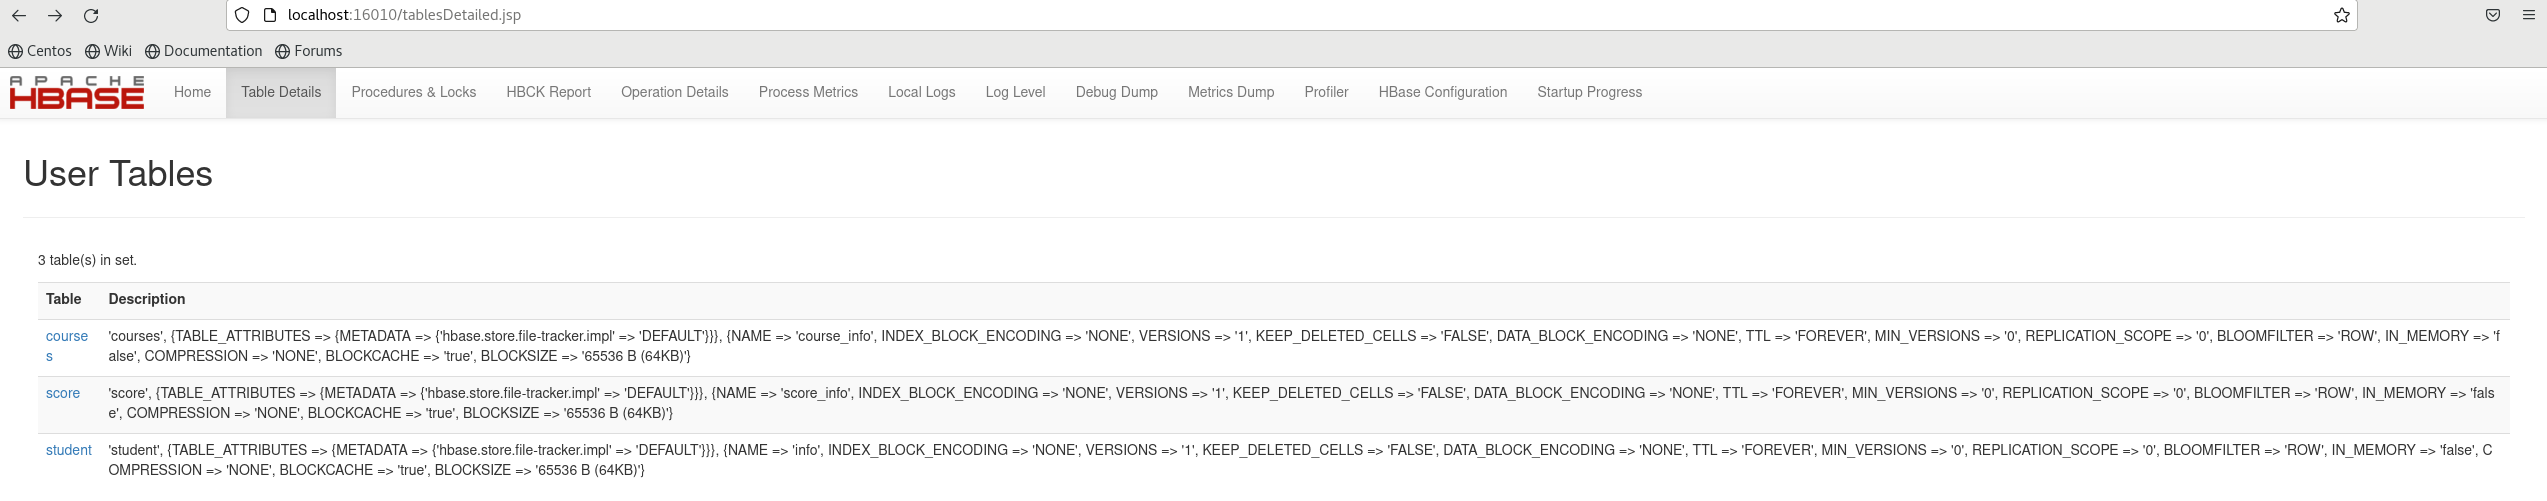 localhost:16010/tablesDetailed.jsp
Centos Wiki Documentation Forums
APACHE
HBASE
Home Table Details Procedures & Locks HBCK Report Operation Details Process Metrics Local Logs Log Level Debug Dump Metrics Dump Profiler HBase Configuration Startup Progress
User Tables
3 table(s) in set.
Table Description
course 'courses', {TABLE_ATTRIBUTES => {METADATA => {'hbase.store.file-tracker.impl' => 'DEFAULT'}}}, {NAME => 'course_info', INDEX_BLOCK_ENCODING => 'NONE', VERSIONS => '1', KEEP_DELETED_CELLS => 'FALSE', DATA_BLOCK_ENCODING => 'NONE', TTL => 'FOREVER', MIN_VERSIONS => '0', REPLICATION_SCOPE => '0', BLOOMFILTER => 'ROW', IN_MEMORY => 'f
s alse', COMPRESSION => 'NONE', BLOCKCACHE => 'true', BLOCKSIZE => '65536 B (64KB)'}
score 'score', {TABLE_ATTRIBUTES => {METADATA => {'hbase.store.file-tracker.impl' => 'DEFAULT'}}}, {NAME => 'score_info', INDEX_BLOCK_ENCODING => 'NONE', VERSIONS => '1', KEEP_DELETED_CELLS => 'FALSE', DATA_BLOCK_ENCODING => 'NONE', TTL => 'FOREVER', MIN_VERSIONS => '0', REPLICATION_SCOPE => '0', BLOOMFILTER => 'ROW', IN_MEMORY => 'fals
e', COMPRESSION => 'NONE', BLOCKCACHE => 'true', BLOCKSIZE => '65536 B (64KB)'}
student 'student', {TABLE_ATTRIBUTES => {METADATA => {'hbase.store.file-tracker.impl' => 'DEFAULT'}}}, {NAME => 'info', INDEX_BLOCK_ENCODING => 'NONE', VERSIONS => '1', KEEP_DELETED_CELLS => 'FALSE', DATA_BLOCK_ENCODING => 'NONE', TTL => 'FOREVER', MIN_VERSIONS => '0', REPLICATION_SCOPE => '0', BLOOMFILTER => 'ROW', IN_MEMORY => 'false', C
OMPRESSION => 'NONE', BLOCKCACHE => 'true', BLOCKSIZE => '65536 B (64KB)'}